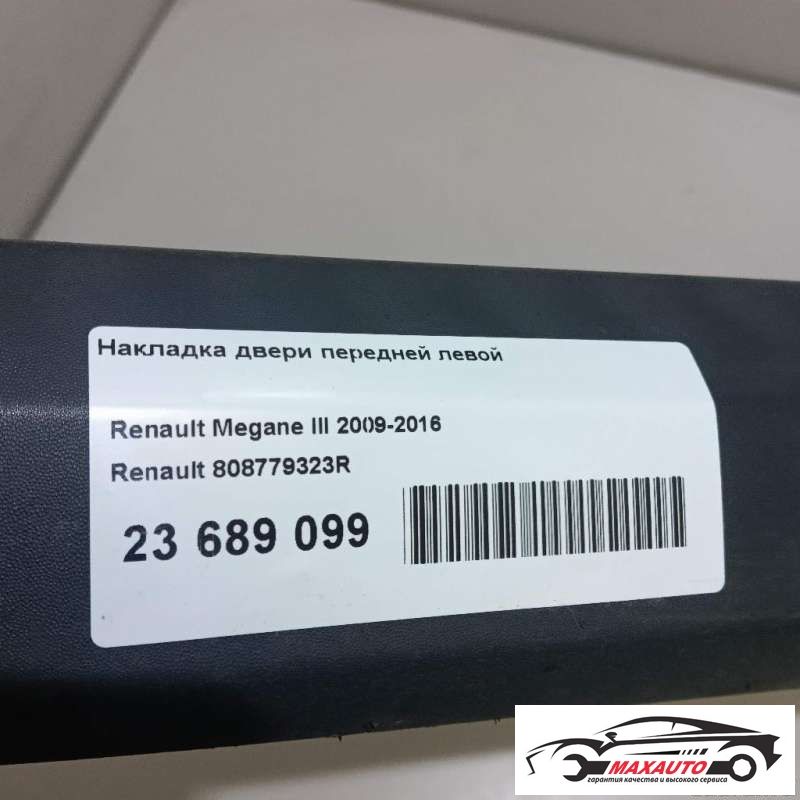 Накладка двери передней левой
Renault Megane III 2009-2016
Renault 808779323R
23 689 099
MAXAUTO
гарантия качества и высокого сервиса